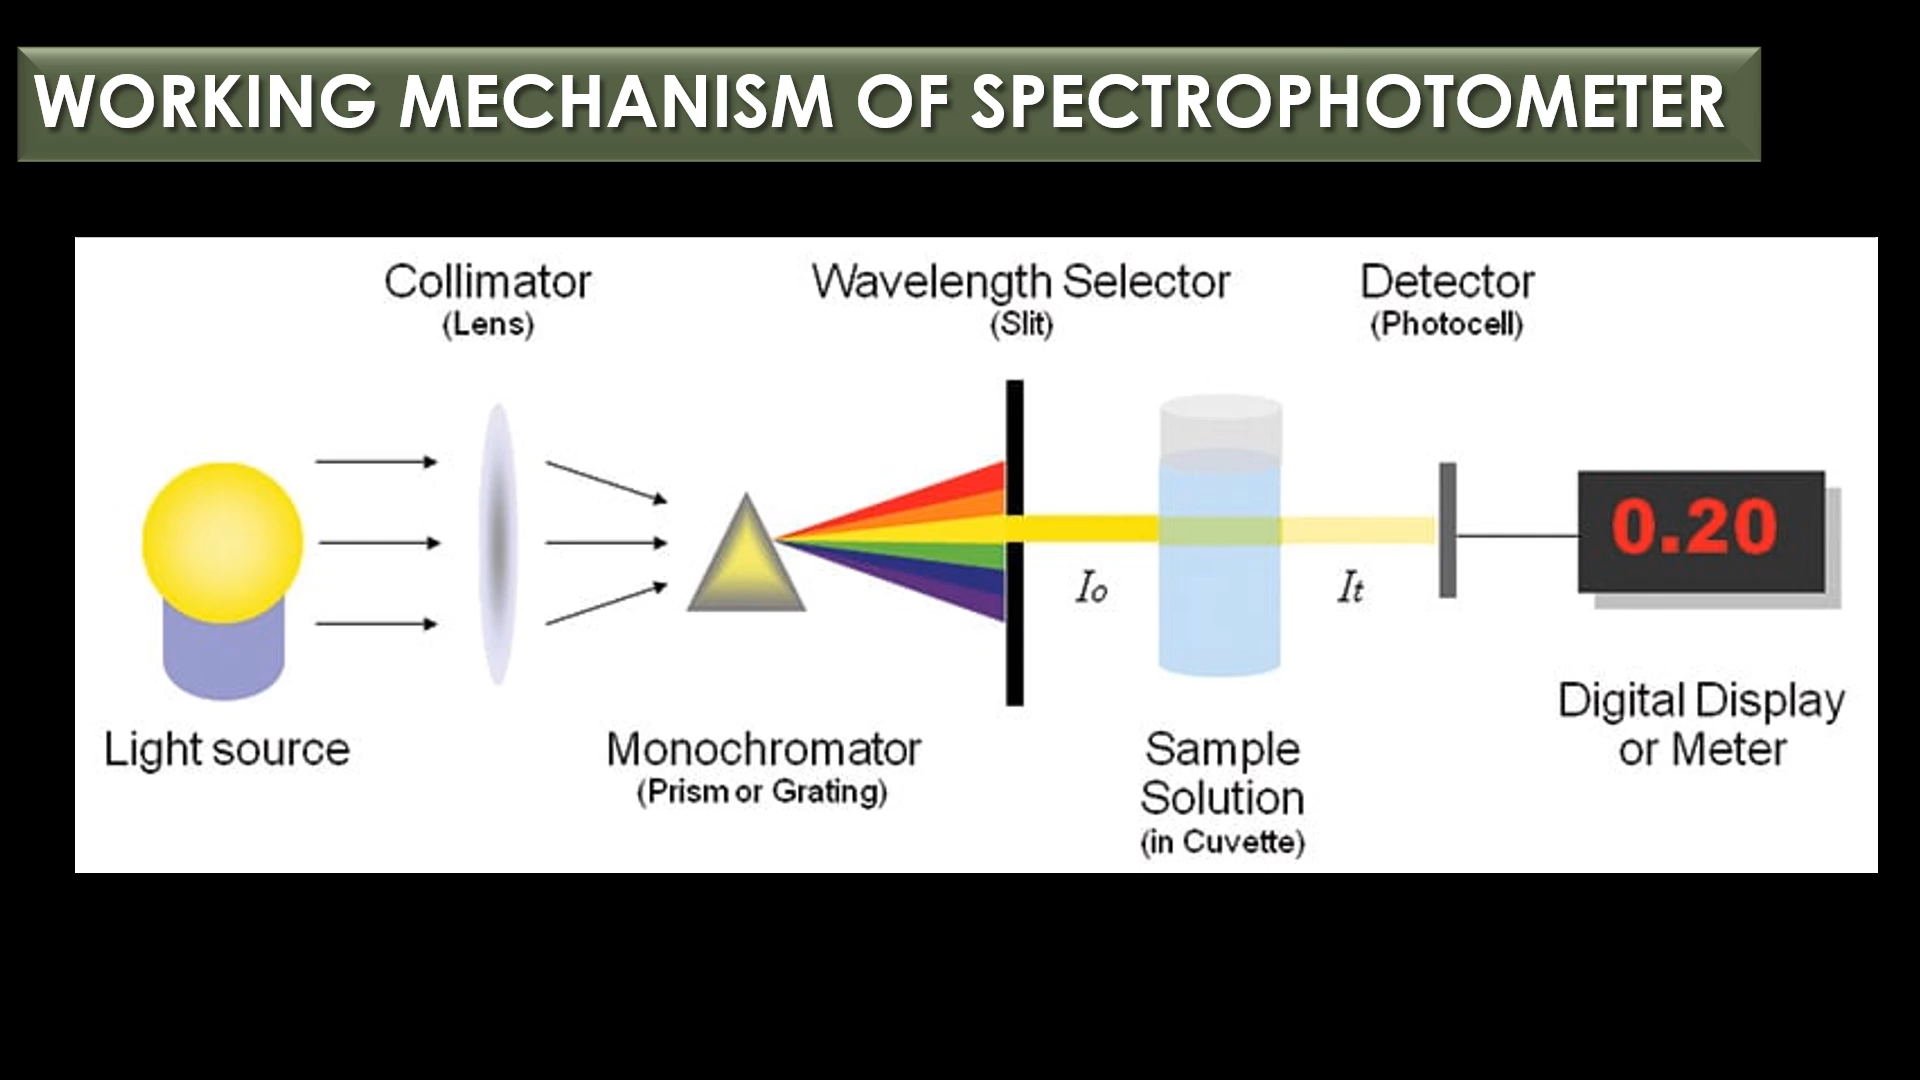 WORKING MECHANISM OF SPECTROPHOTOMETER
Collimator
(Lens)
Wavelength Selector
(Slit)
Detector
(Photocell)
Io
It
0.20
Light source
Monochromator
(Prism or Grating)
Sample
Solution
(in Cuvette)
Digital Display
or Meter